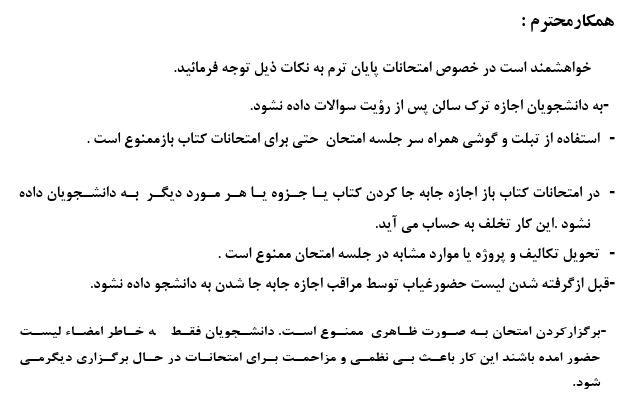 همکارمحترم :
خواهشمند است در خصوص امتحانات پایان ترم به نکات ذیل توجه فرمائید.
-به دانشجویان اجازه ترک سالن پس از رؤیت سوالات داده نشود.
- استفاده از تبلت و گوشی همراه سر جلسه امتحان حتی برای امتحانات کتاب بازممنوع است .
- در امتحانات کتاب باز اجازه جابه جا کردن کتاب یا جزوه یا هر مورد دیگر به دانشجویان داده
نشود .این کار تخلف به حساب می آید.
- تحویل تکالیف و پروژه یا موارد مشابه در جلسه امتحان ممنوع است .
-قبل ازگرفته شدن لیست حضورغیاب توسط مراقب اجازه جابه جا شدن به دانشجو داده نشود.
-برگزارکردن امتحان به صورت ظاهری ممنوع است. دانشجویان فقط ه خاطر امضاء لیست
حضور امده باشند این کار باعث بی نظمی و مزاحمت برای امتحانات در حال برگزاری دیگرمی
شود.